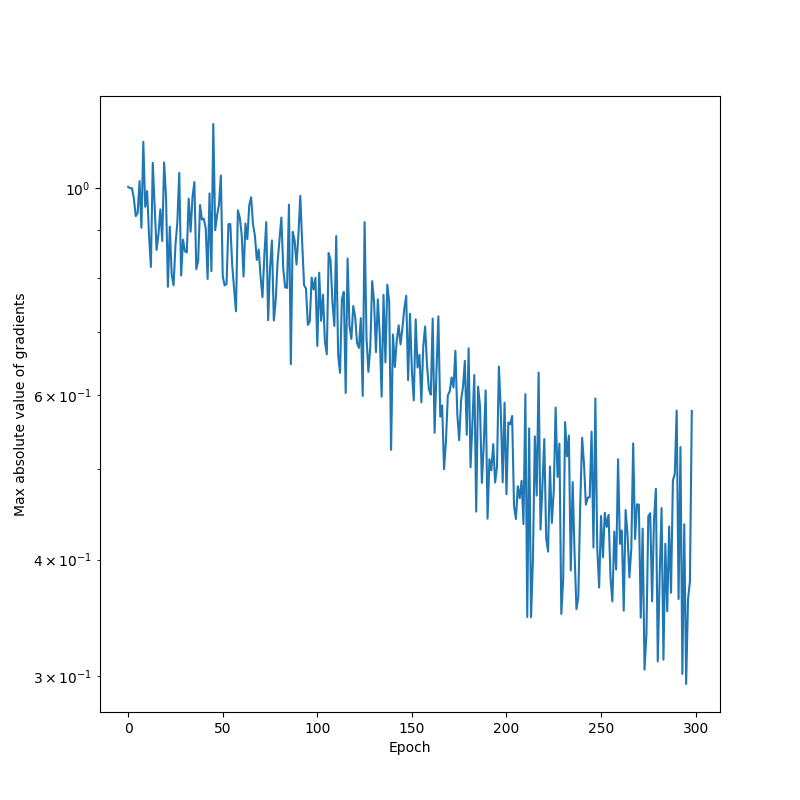 Max absolute value of gradients
10⁰
6 × 10⁻¹
4 × 10⁻¹
3 × 10⁻¹
0 50 100 150 200 250 300
Epoch